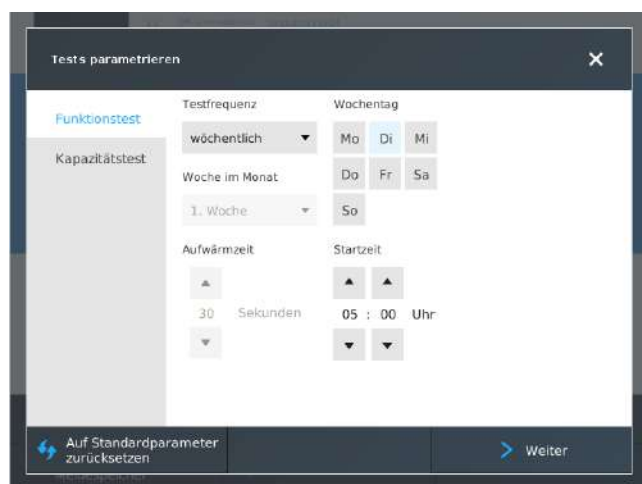 Tests parametrieren
Funktionstest
Kapazitätstest
Testfrequenz
wöchentlich
Woche im Monat
1. Woche
Aufwärmzeit
30 Sekunden
Wochentag
Mo Di Mi
Do Fr Sa
So
Startzeit
05 : 00 Uhr
Auf Standardparameter
zurücksetzen
Weiter